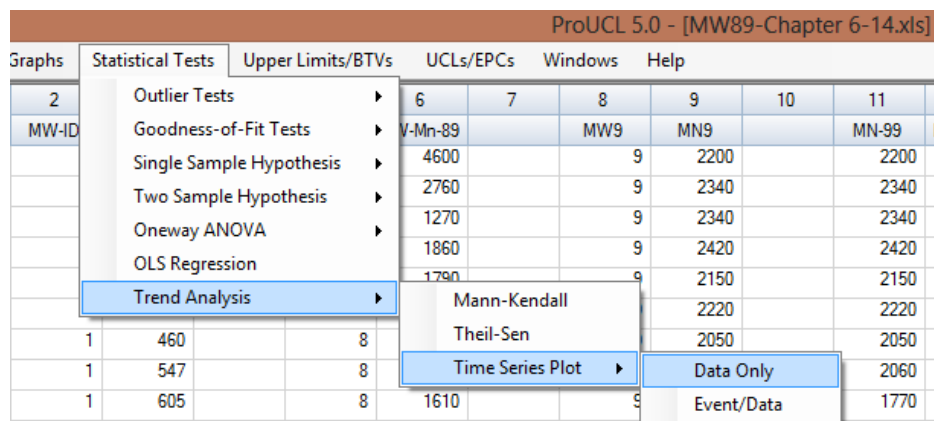 ProUCL 5.0 - [MW89-Chapter 6-14.xls]
Graphs Statistical Tests Upper Limits/BTVs UCLs/EPCs Windows Help
2 6 7 8 9 10 11
MW-ID -Mn-89 MW9 MN9 MN-99
Outlier Tests
Goodness-of-Fit Tests
Single Sample Hypothesis
Two Sample Hypothesis
Oneway ANOVA
OLS Regression
Trend Analysis
Mann-Kendall
Theil-Sen
Time Series Plot
Data Only
Event/Data
4600 9 2200 2200
2760 9 2340 2340
1270 9 2340 2340
1860 9 2420 2420
1790 9 2150 2150
2220 2220
1 460 8 2050 2050
1 547 8 2060
1 605 8 1610 9 1770